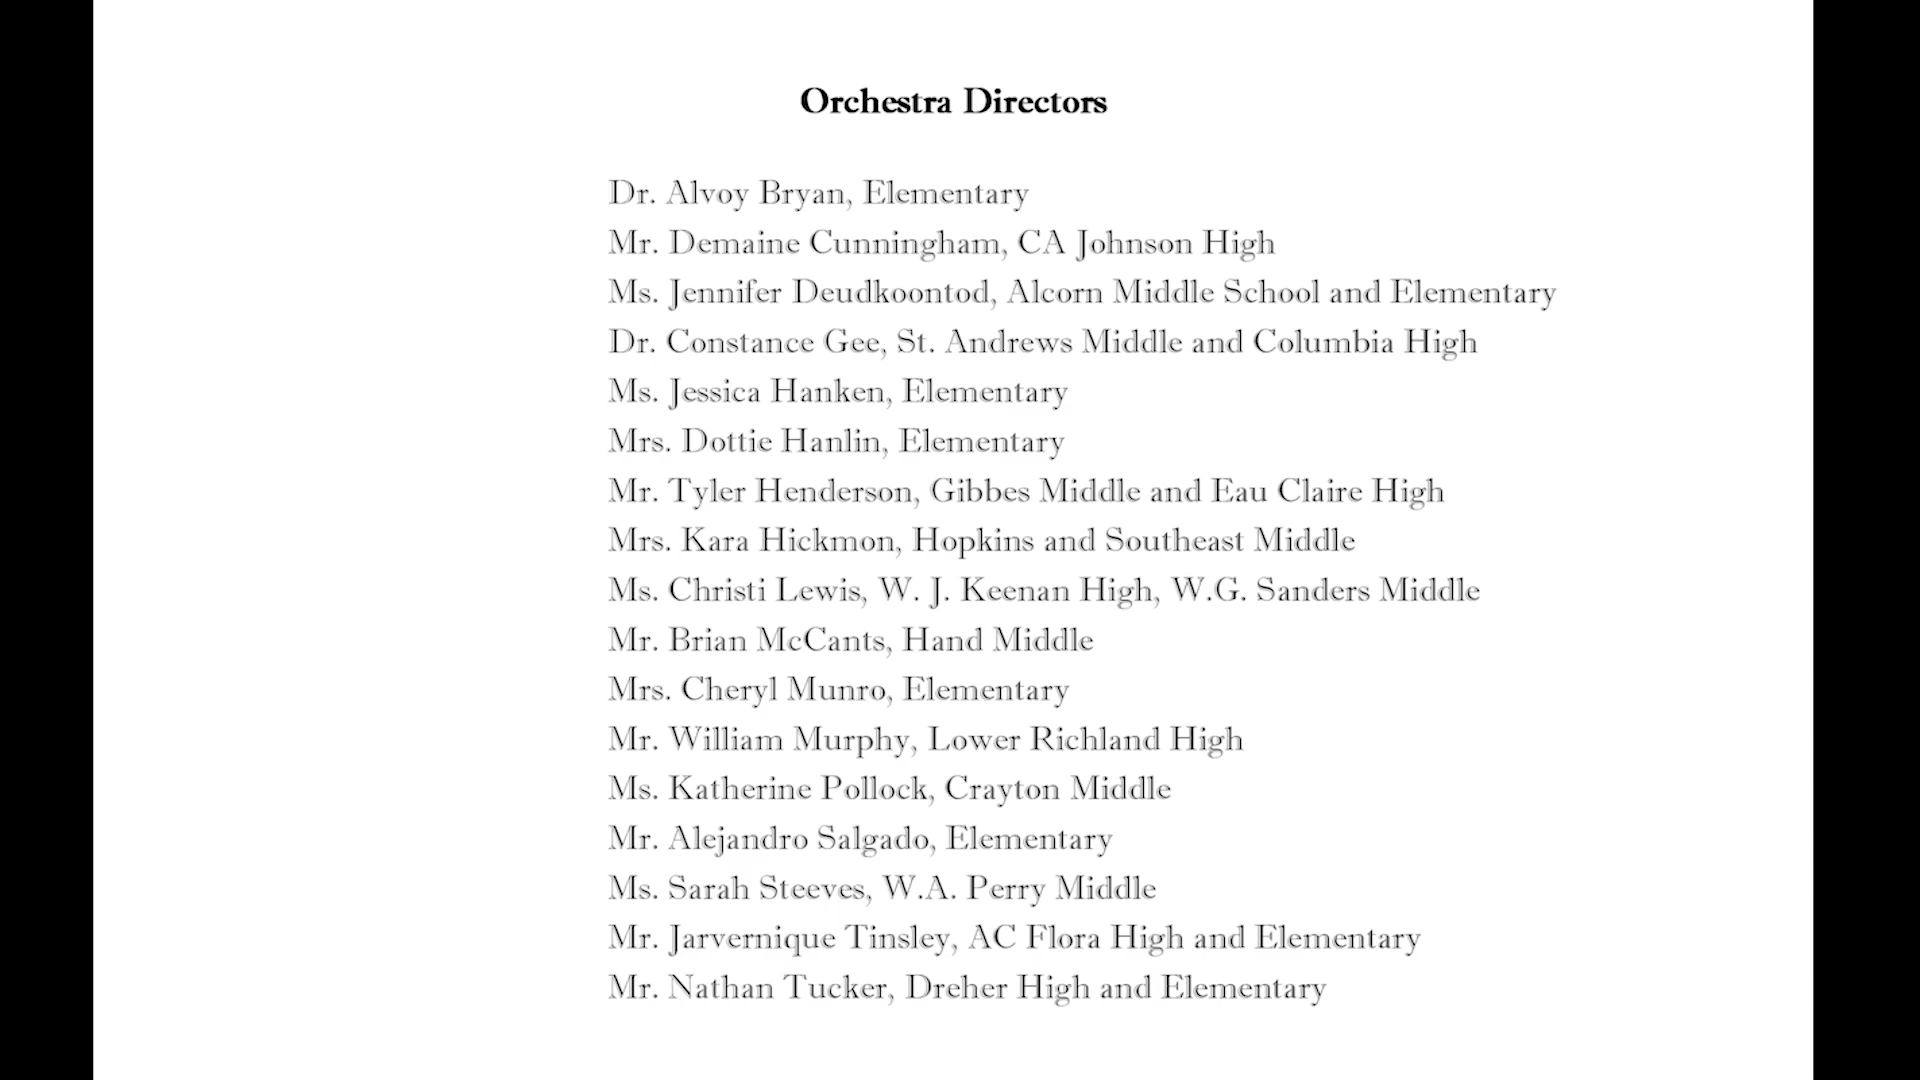 Orchestra Directors
Dr. Alvoy Bryan, Elementary
Mr. Demaine Cunningham, CA Johnson High
Ms. Jennifer Deudkoontod, Alcorn Middle School and Elementary
Dr. Constance Gee, St. Andrews Middle and Columbia High
Ms. Jessica Hanken, Elementary
Mrs. Dottie Hanlin, Elementary
Mr. Tyler Henderson, Gibbes Middle and Eau Claire High
Mrs. Kara Hickmon, Hopkins and Southeast Middle
Ms. Christi Lewis, W. J. Keenan High, W.G. Sanders Middle
Mr. Brian McCants, Hand Middle
Mrs. Cheryl Munro, Elementary
Mr. William Murphy, Lower Richland High
Ms. Katherine Pollock, Crayton Middle
Mr. Alejandro Salgado, Elementary
Ms. Sarah Steeves, W.A. Perry Middle
Mr. Jarvernique Tinsley, AC Flora High and Elementary
Mr. Nathan Tucker, Dreher High and Elementary